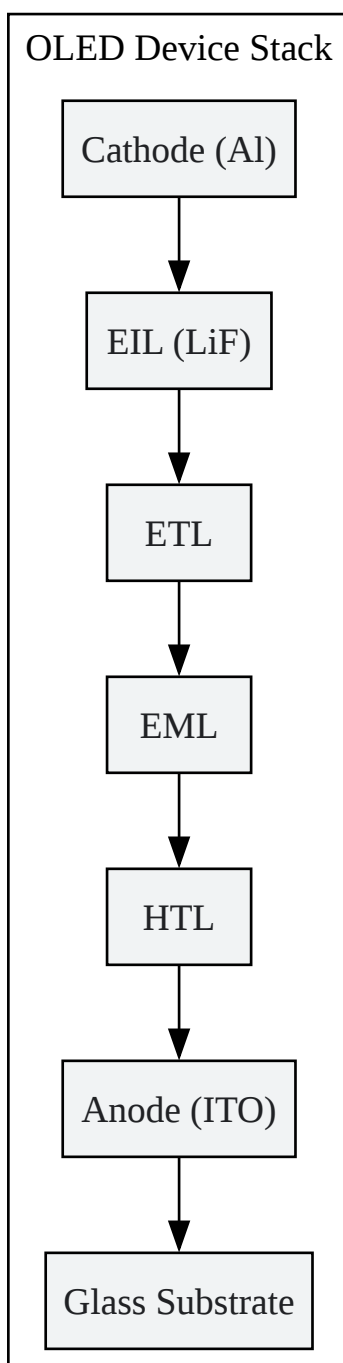 OLED Device Stack
Cathode (Al)
EIL (LiF)
ETL
EML
HTL
Anode (ITO)
Glass Substrate